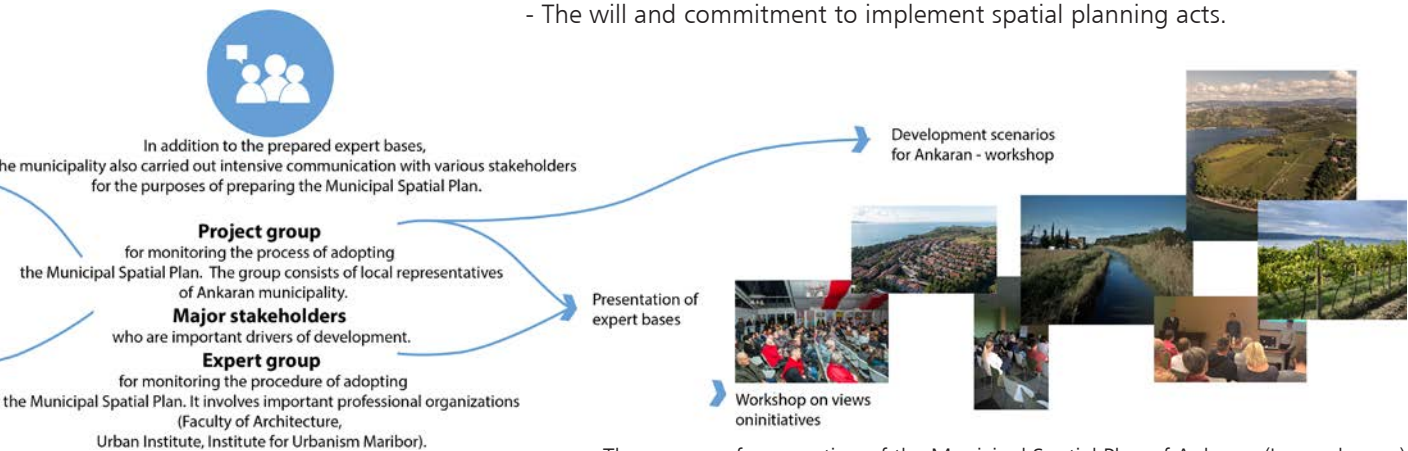 - The will and commitment to implement spatial planning acts.
In addition to the prepared expert bases,
he municipality also carried out intensive communication with various stakeholders
for the purposes of preparing the Municipal Spatial Plan.
Project group
for monitoring the process of adopting
the Municipal Spatial Plan. The group consists of local representatives
of Ankaran municipality.
Major stakeholders
who are important drivers of development.
Expert group
for monitoring the procedure of adopting
the Municipal Spatial Plan. It involves important professional organizations
(Faculty of Architecture,
Urban Institute, Institute for Urbanism Maribor).
Development scenarios
for Ankaran - workshop
Presentation of
expert bases
Workshop on views
oninitiatives